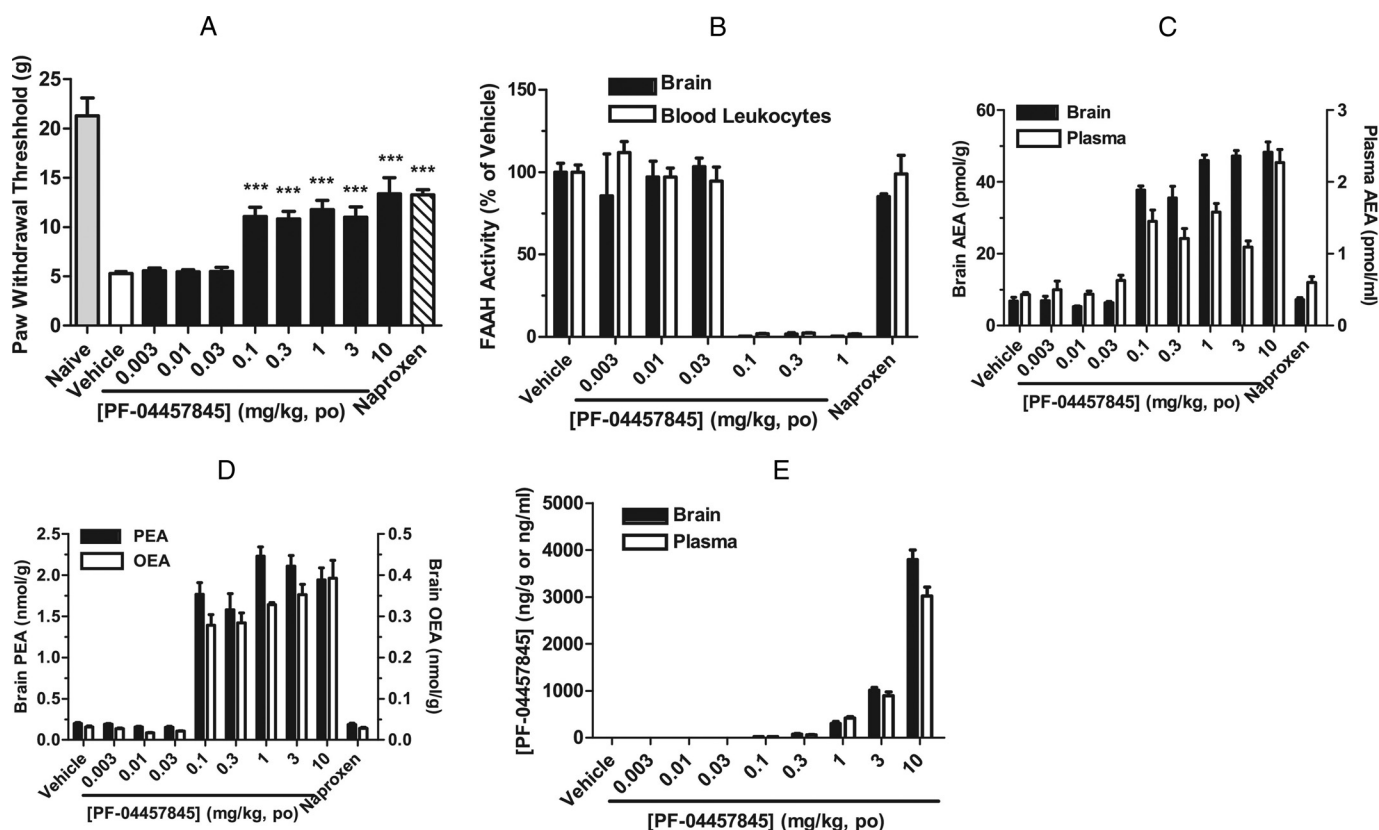 A
Paw Withdrawal Threshhold (g)
25
20
15
10
5
0
***
***
***
***
***
***
Naive
Vehicle
0.003
0.01
0.03
0.1
0.3
1
3
10
Naproxen
[PF-04457845] (mg/kg, po)
B
FAAH Activity (% of Vehicle)
150
100
50
0
Brain
Blood Leukocytes
Vehicle
0.003
0.01
0.03
0.1
0.3
1
Naproxen
[PF-04457845] (mg/kg, po)
C
Brain AEA (pmol/g)
60
40
20
0
Brain
Plasma
3
2
1
0
Plasma AEA (pmol/ml)
Vehicle
0.003
0.01
0.03
0.1
0.3
1
3
10
Naproxen
[PF-04457845] (mg/kg, po)
D
Brain PEA (nmol/g)
2.5
2.0
1.5
1.0
0.5
0.0
PEA
OEA
0.5
0.4
0.3
0.2
0.1
0.0
Brain OEA (nmol/g)
Vehicle
0.003
0.01
0.03
0.1
0.3
1
3
10
Naproxen
[PF-04457845] (mg/kg, po)
E
[PF-04457845] (ng/g or ng/ml)
5000
4000
3000
2000
1000
0
Brain
Plasma
Vehicle
0.003
0.01
0.03
0.1
0.3
1
3
10
[PF-04457845] (mg/kg, po)